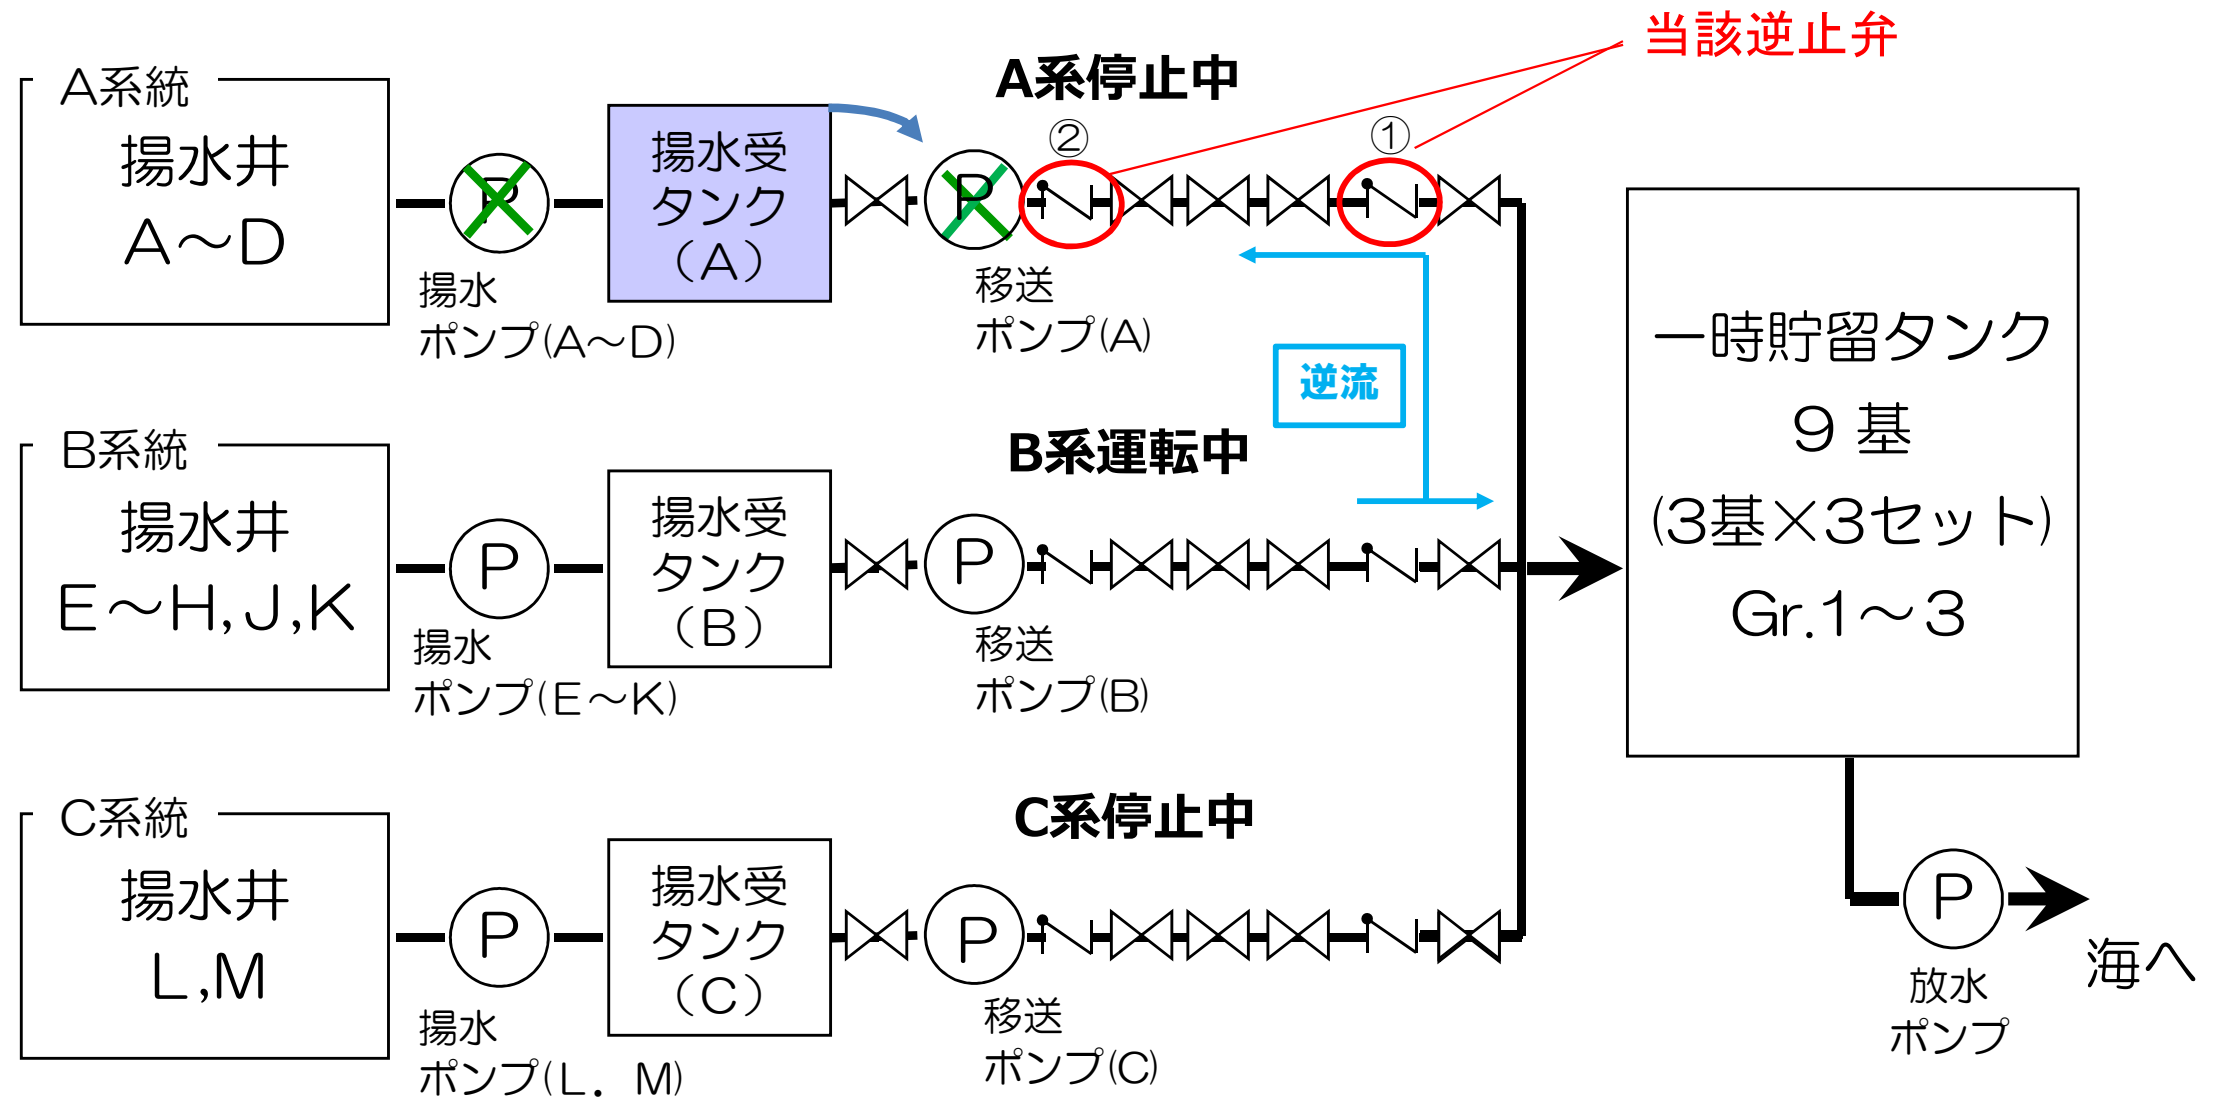 当該逆止弁
A系停止中
② ①
A系統
揚水井
A～D
P
揚水
ポンプ(A～D)
揚水受
タンク
（A）
P
移送
ポンプ(A)
逆流
B系運転中
B系統
揚水井
E～H,J,K
P
揚水
ポンプ(E～K)
揚水受
タンク
（B）
P
移送
ポンプ(B)
C系停止中
C系統
揚水井
L,M
P
揚水
ポンプ(L．M)
揚水受
タンク
（C）
P
移送
ポンプ(C)
一時貯留タンク
9 基
(3基×3セット)
Gr.1～3
P
放水
ポンプ
海へ